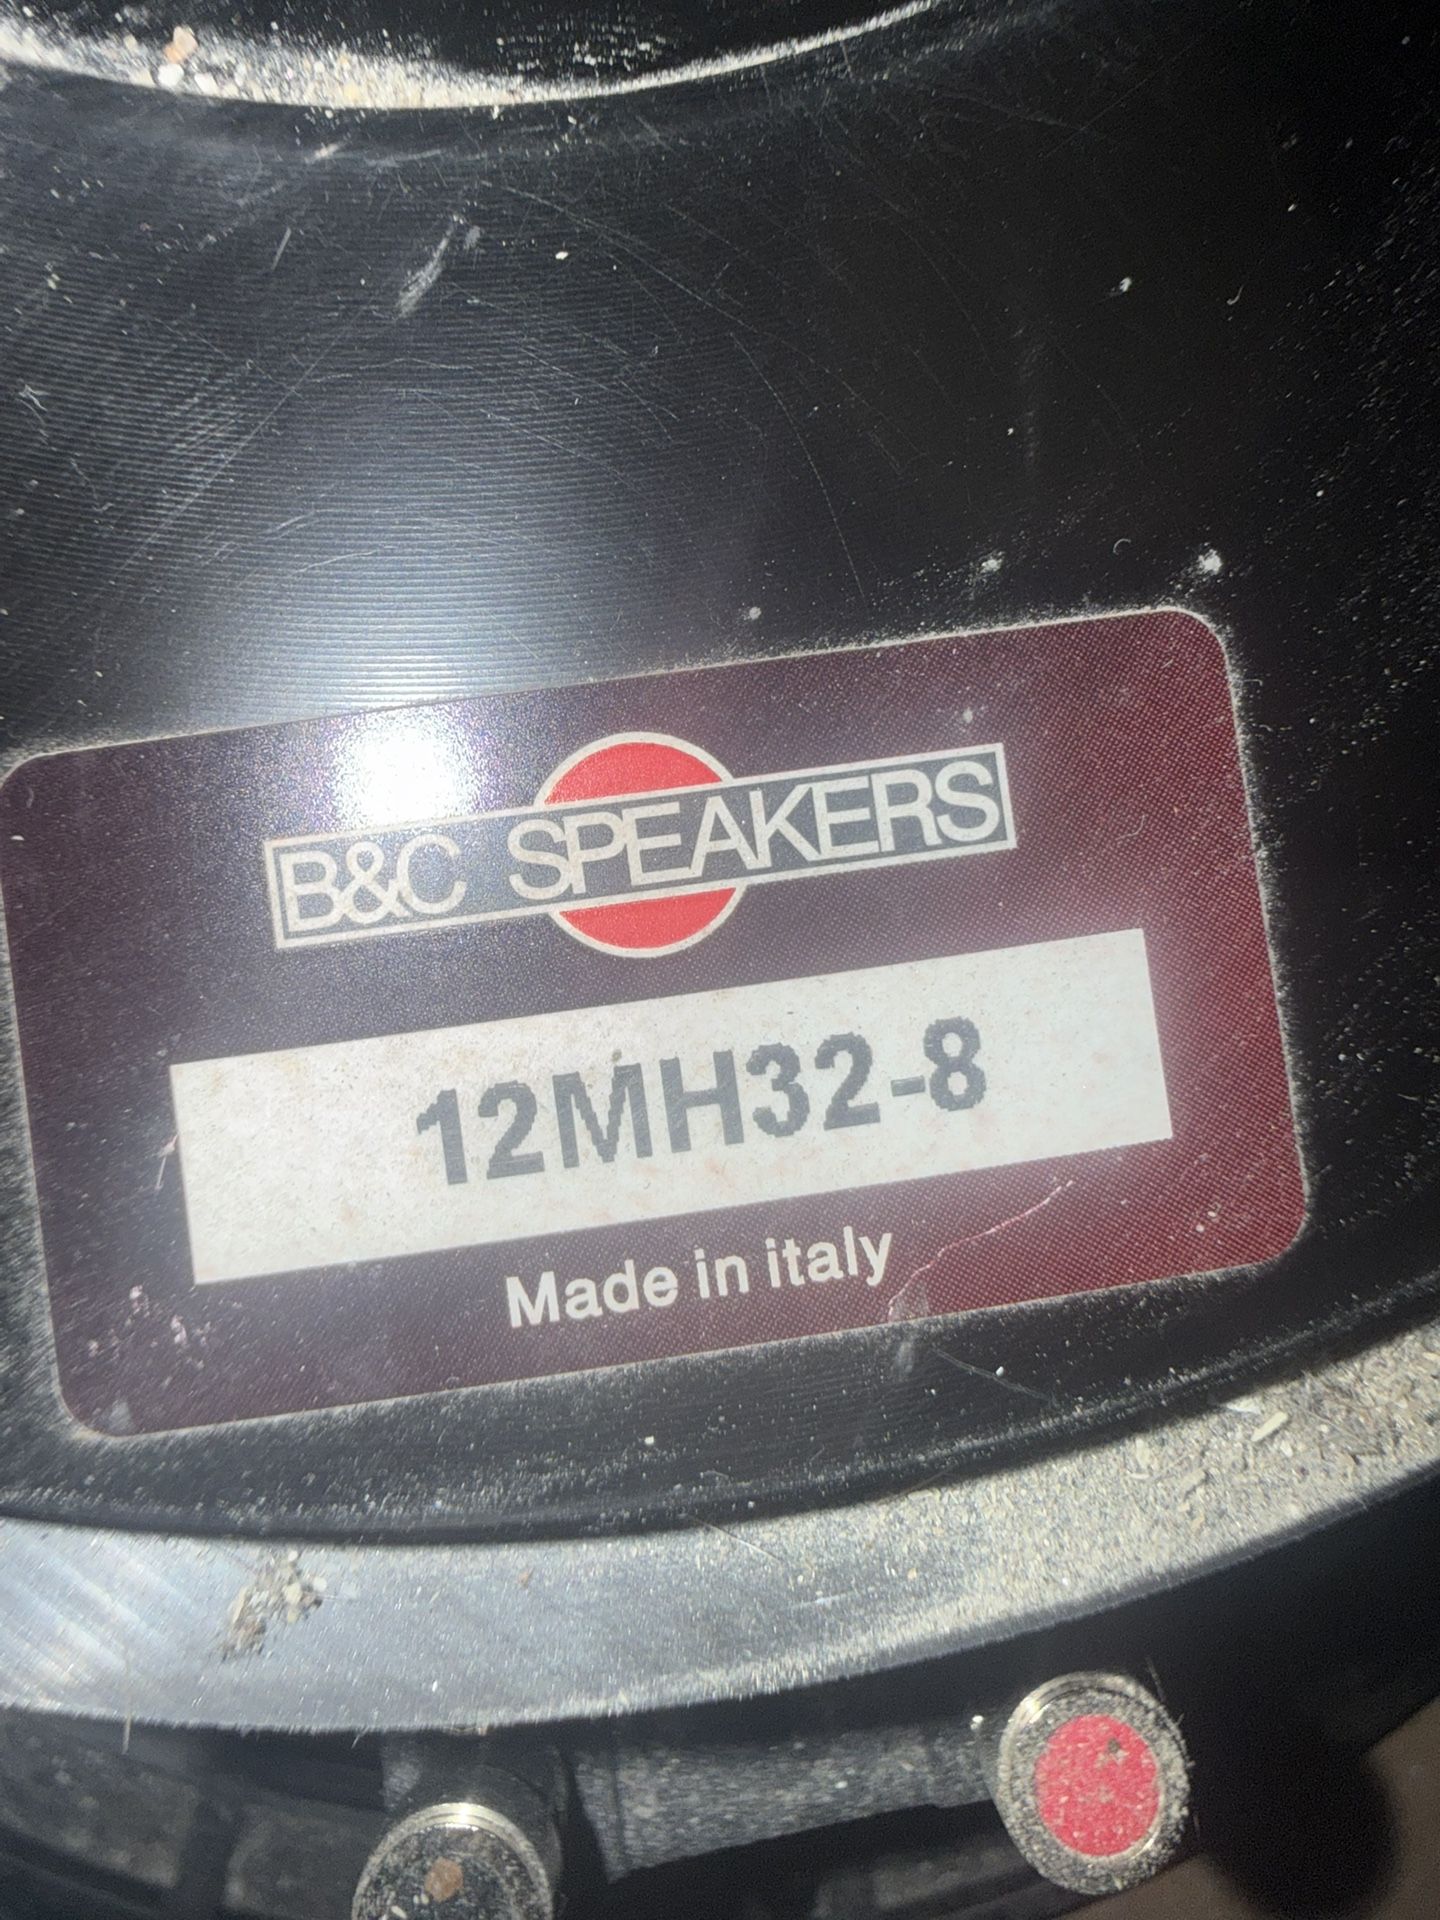 B&C SPEAKERS
12MH32-8
Made in italy